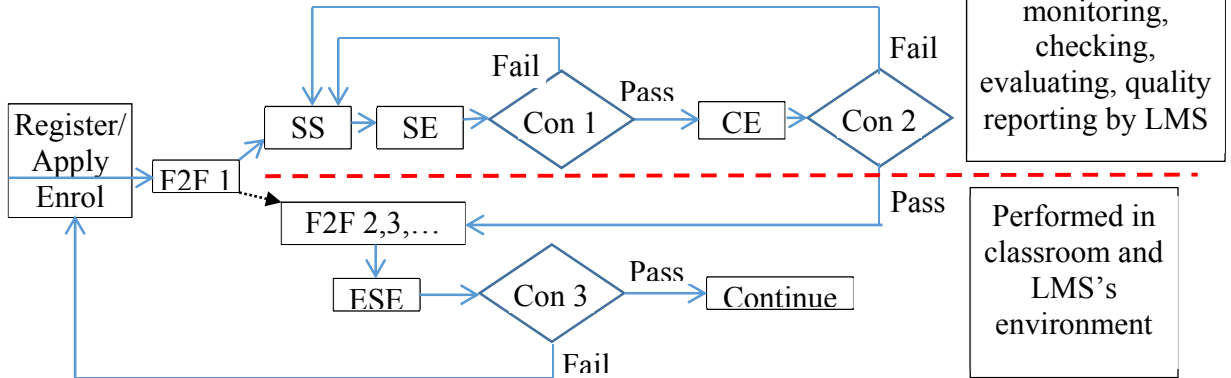 monitoring,
checking,
evaluating, quality
reporting by LMS
Fail
Fail
Pass
Register/
Apply
Enrol
SS
SE
Con 1
CE
Con 2
F2F 1
Pass
F2F 2,3,…
Performed in
classroom and
LMS’s
environment
ESE
Con 3
Pass
Continue
Fail